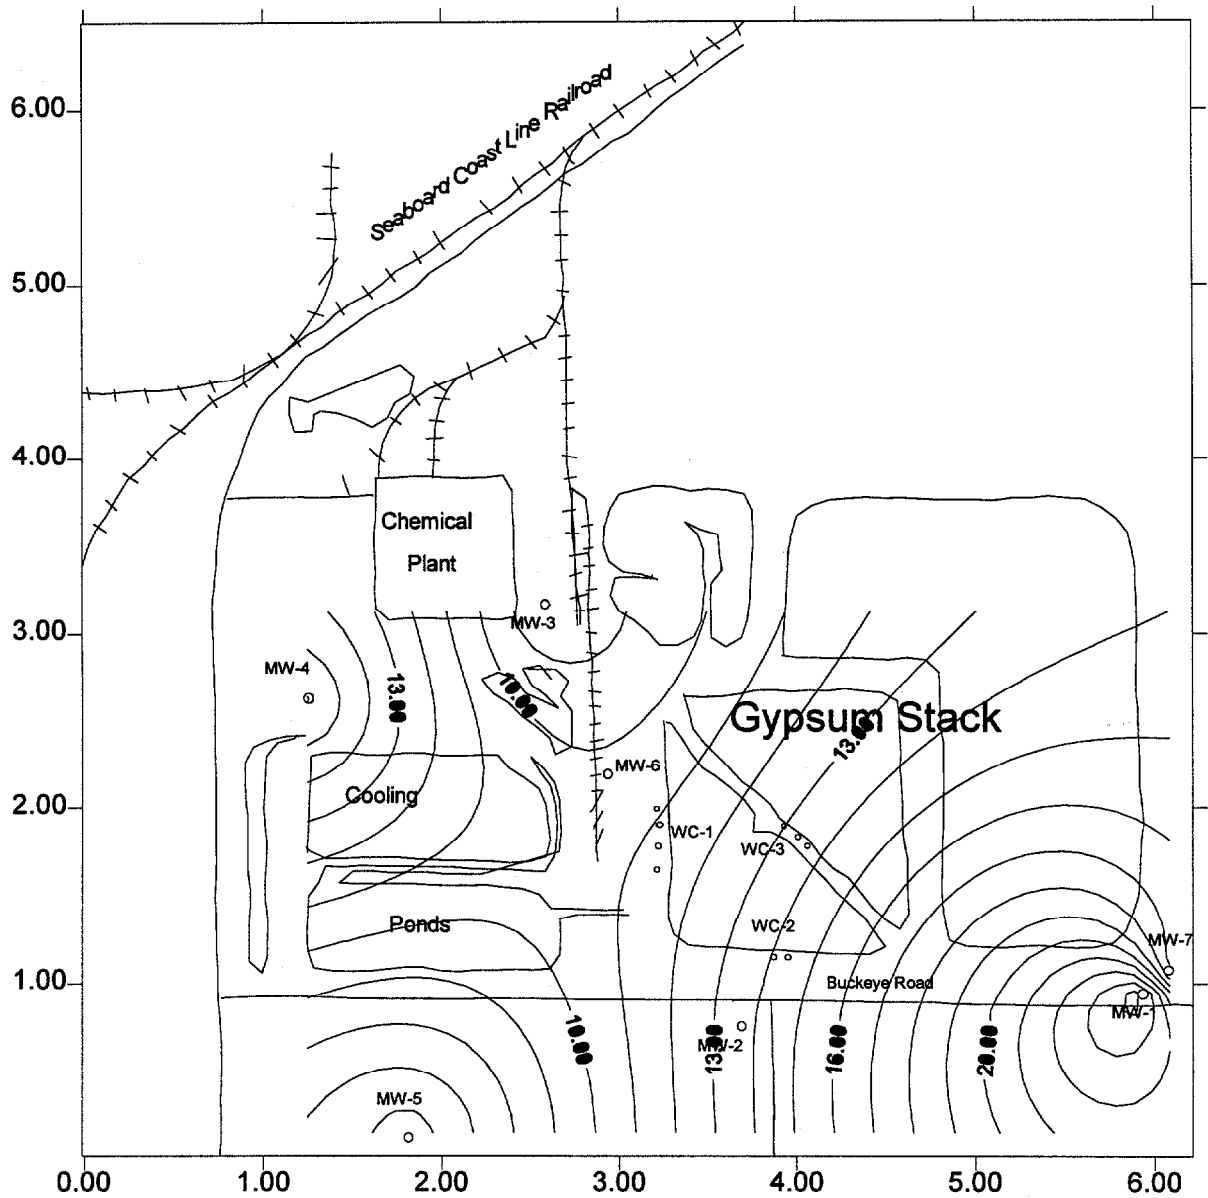 6.00
Seaboard Coast Line Railroad
5.00
4.00
Chemical
Plant
3.00
MW-3
MW-4
13.00
10.00
Gypsum Stack
13.00
MW-6
2.00
Cooling
WC-1
WC-3
Ponds
WC-2
MW-7
1.00
Buckeye Road
MW-1
10.00
13.00
MW-2
16.00
20.00
MW-5
0.00 1.00 2.00 3.00 4.00 5.00 6.00